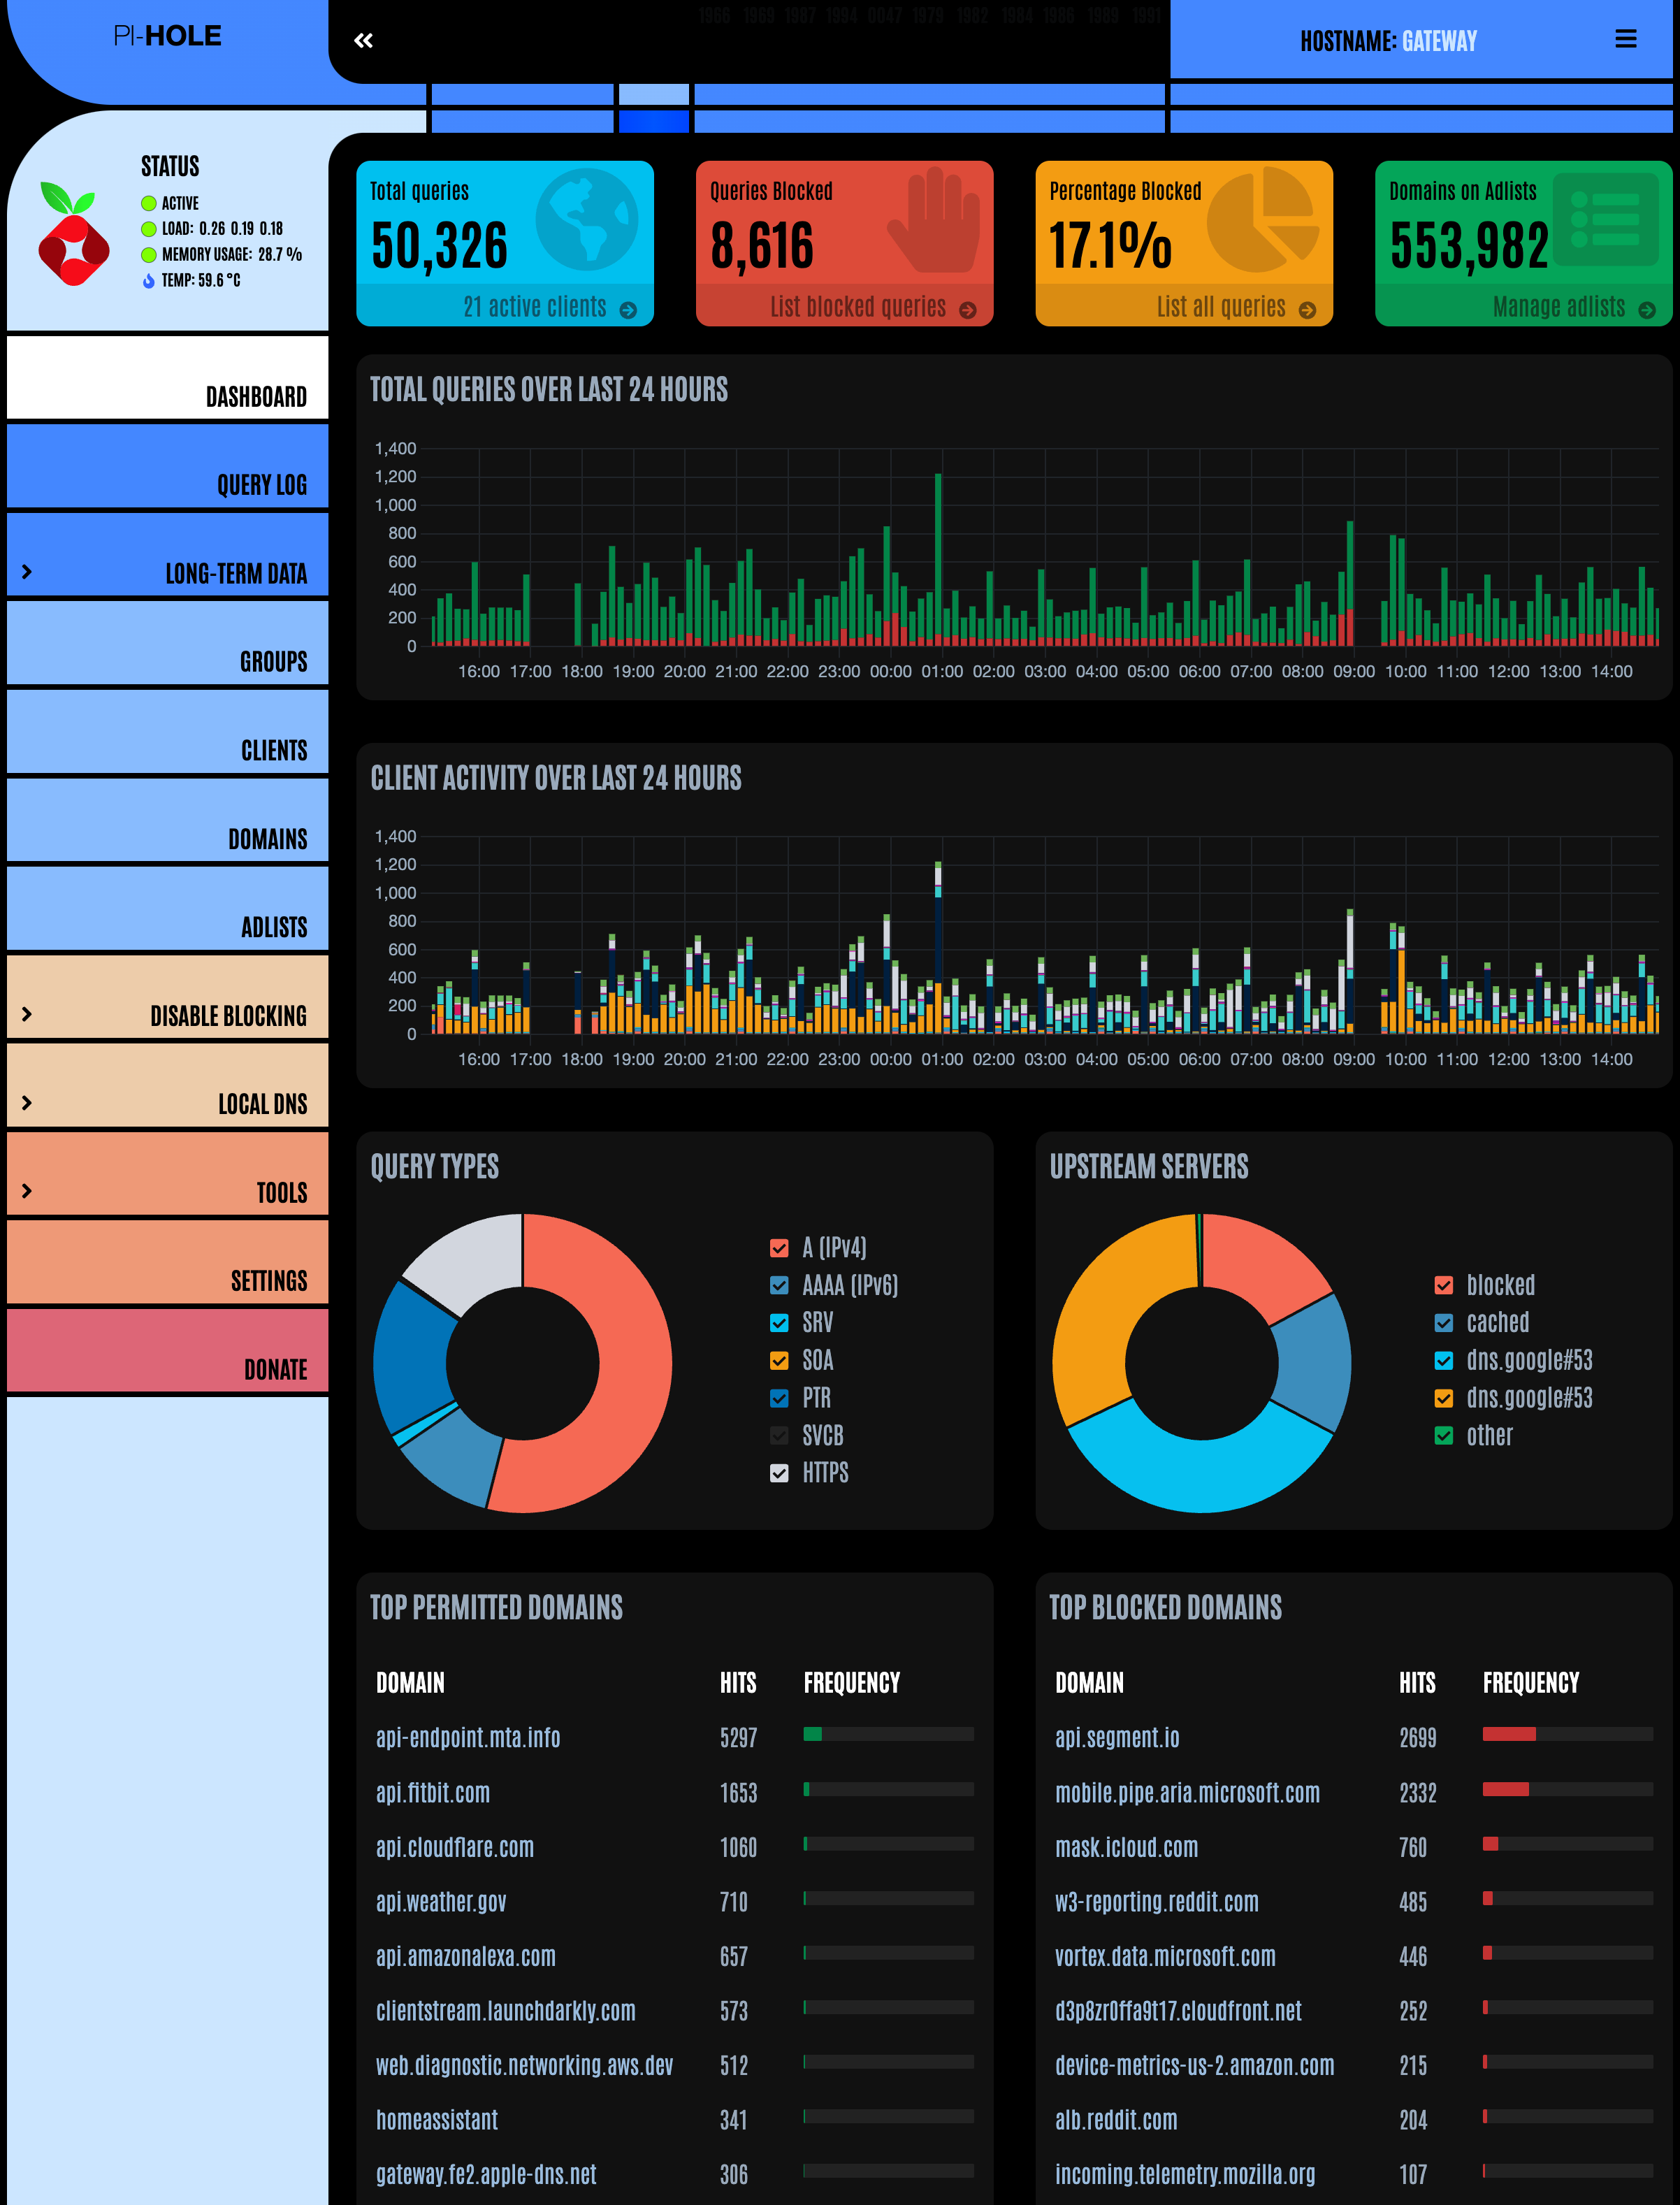 PI-HOLE
1966 1969 1987 1994 0047 1979 1982 1984 1986 1989 1991
HOSTNAME: GATEWAY
STATUS
ACTIVE
LOAD: 0.26 0.19 0.18
MEMORY USAGE: 28.7 %
TEMP: 59.6 °C
DASHBOARD
QUERY LOG
LONG-TERM DATA
GROUPS
CLIENTS
DOMAINS
ADLISTS
DISABLE BLOCKING
LOCAL DNS
TOOLS
SETTINGS
DONATE
Total queries
50,326
21 active clients
Queries Blocked
8,616
List blocked queries
Percentage Blocked
17.1%
List all queries
Domains on Adlists
553,982
Manage adlists
TOTAL QUERIES OVER LAST 24 HOURS
1,400
1,200
1,000
800
600
400
200
0
16:00 17:00 18:00 19:00 20:00 21:00 22:00 23:00 00:00 01:00 02:00 03:00 04:00 05:00 06:00 07:00 08:00 09:00 10:00 11:00 12:00 13:00 14:00
CLIENT ACTIVITY OVER LAST 24 HOURS
1,400
1,200
1,000
800
600
400
200
0
16:00 17:00 18:00 19:00 20:00 21:00 22:00 23:00 00:00 01:00 02:00 03:00 04:00 05:00 06:00 07:00 08:00 09:00 10:00 11:00 12:00 13:00 14:00
QUERY TYPES
A (IPv4)
AAAA (IPv6)
SRV
SOA
PTR
SVCB
HTTPS
UPSTREAM SERVERS
blocked
cached
dns.google#53
dns.google#53
other
TOP PERMITTED DOMAINS
DOMAIN HITS FREQUENCY
api-endpoint.mta.info 5297
api.fitbit.com 1653
api.cloudflare.com 1060
api.weather.gov 710
api.amazonalexa.com 657
clientstream.launchdarkly.com 573
web.diagnostic.networking.aws.dev 512
homeassistant 341
gateway.fe2.apple-dns.net 306
TOP BLOCKED DOMAINS
DOMAIN HITS FREQUENCY
api.segment.io 2699
mobile.pipe.aria.microsoft.com 2332
mask.icloud.com 760
w3-reporting.reddit.com 485
vortex.data.microsoft.com 446
d3p8zr0ffa9t17.cloudfront.net 252
device-metrics-us-2.amazon.com 215
alb.reddit.com 204
incoming.telemetry.mozilla.org 107